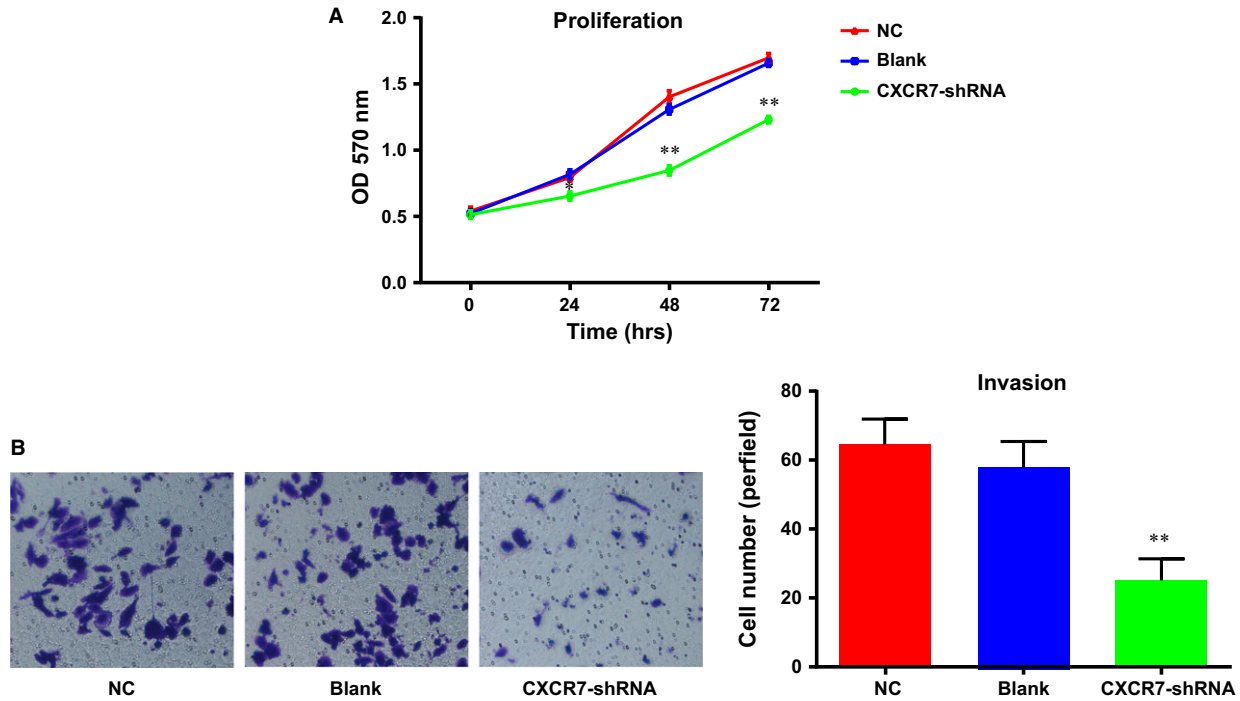 A
Proliferation
2.0
1.5
1.0
0.5
0.0
OD 570 nm
*
**
**
0 24 48 72
Time (hrs)
NC
Blank
CXCR7-shRNA
B
NC
Blank
CXCR7-shRNA
Invasion
80
60
40
20
0
Cell number (perfield)
**
NC Blank CXCR7-shRNA